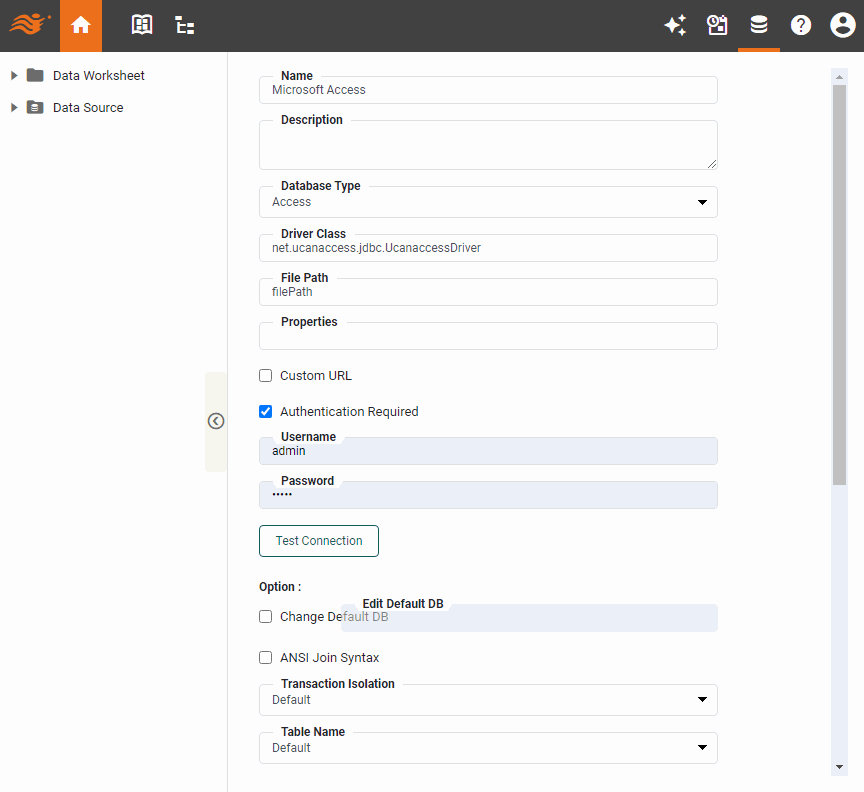 Data Worksheet
Data Source
Name
Microsoft Access
Description
Database Type
Access
Driver Class
net.ucanaccess.jdbc.UcanaccessDriver
File Path
filePath
Properties
Custom URL
Authentication Required
Username
admin
Password
•••••
Test Connection
Option :
Edit Default DB
Change Default DB
ANSI Join Syntax
Transaction Isolation
Default
Table Name
Default